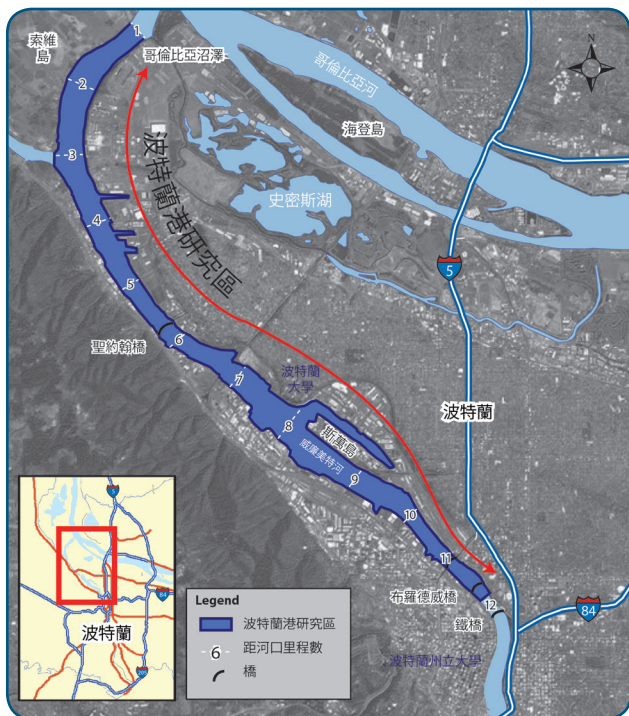 索維
島
1
哥倫比亞沼澤
N
哥倫比亞河
2
海登島
波特蘭港研究區
3
史密斯湖
4
5
5
聖約翰橋
6
波特蘭
大學
7
波特蘭
8
斯萬島
威廉美特河
9
10
11
布羅德威橋
12
鐵橋
84
波特蘭州立大學
5
84
波特蘭
Legend
波特蘭港研究區
6 距河口里程數
橋